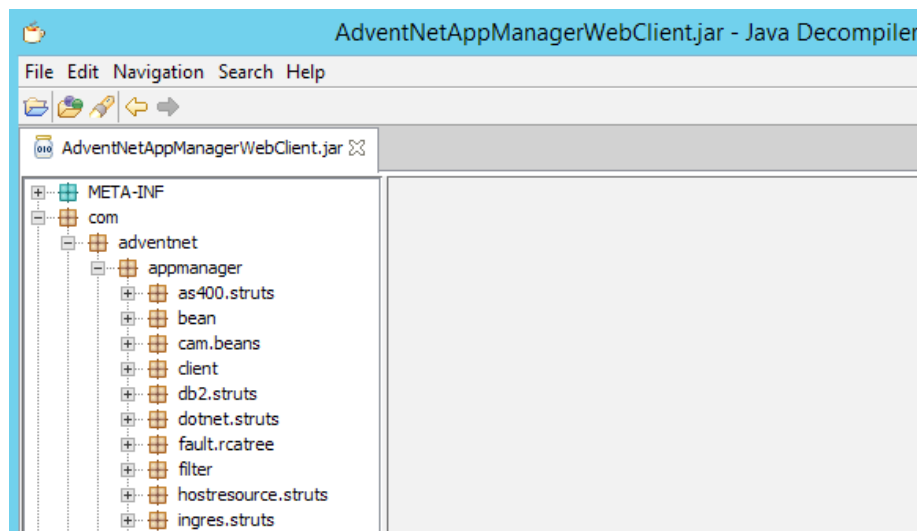 AdventNetAppManagerWebClient.jar - Java Decompiler
File Edit Navigation Search Help
010 AdventNetAppManagerWebClient.jar
META-INF
com
adventnet
appmanager
as400.struts
bean
cam.beans
client
db2.struts
dotnet.struts
fault.rcatree
filter
hostresource.struts
ingres.struts